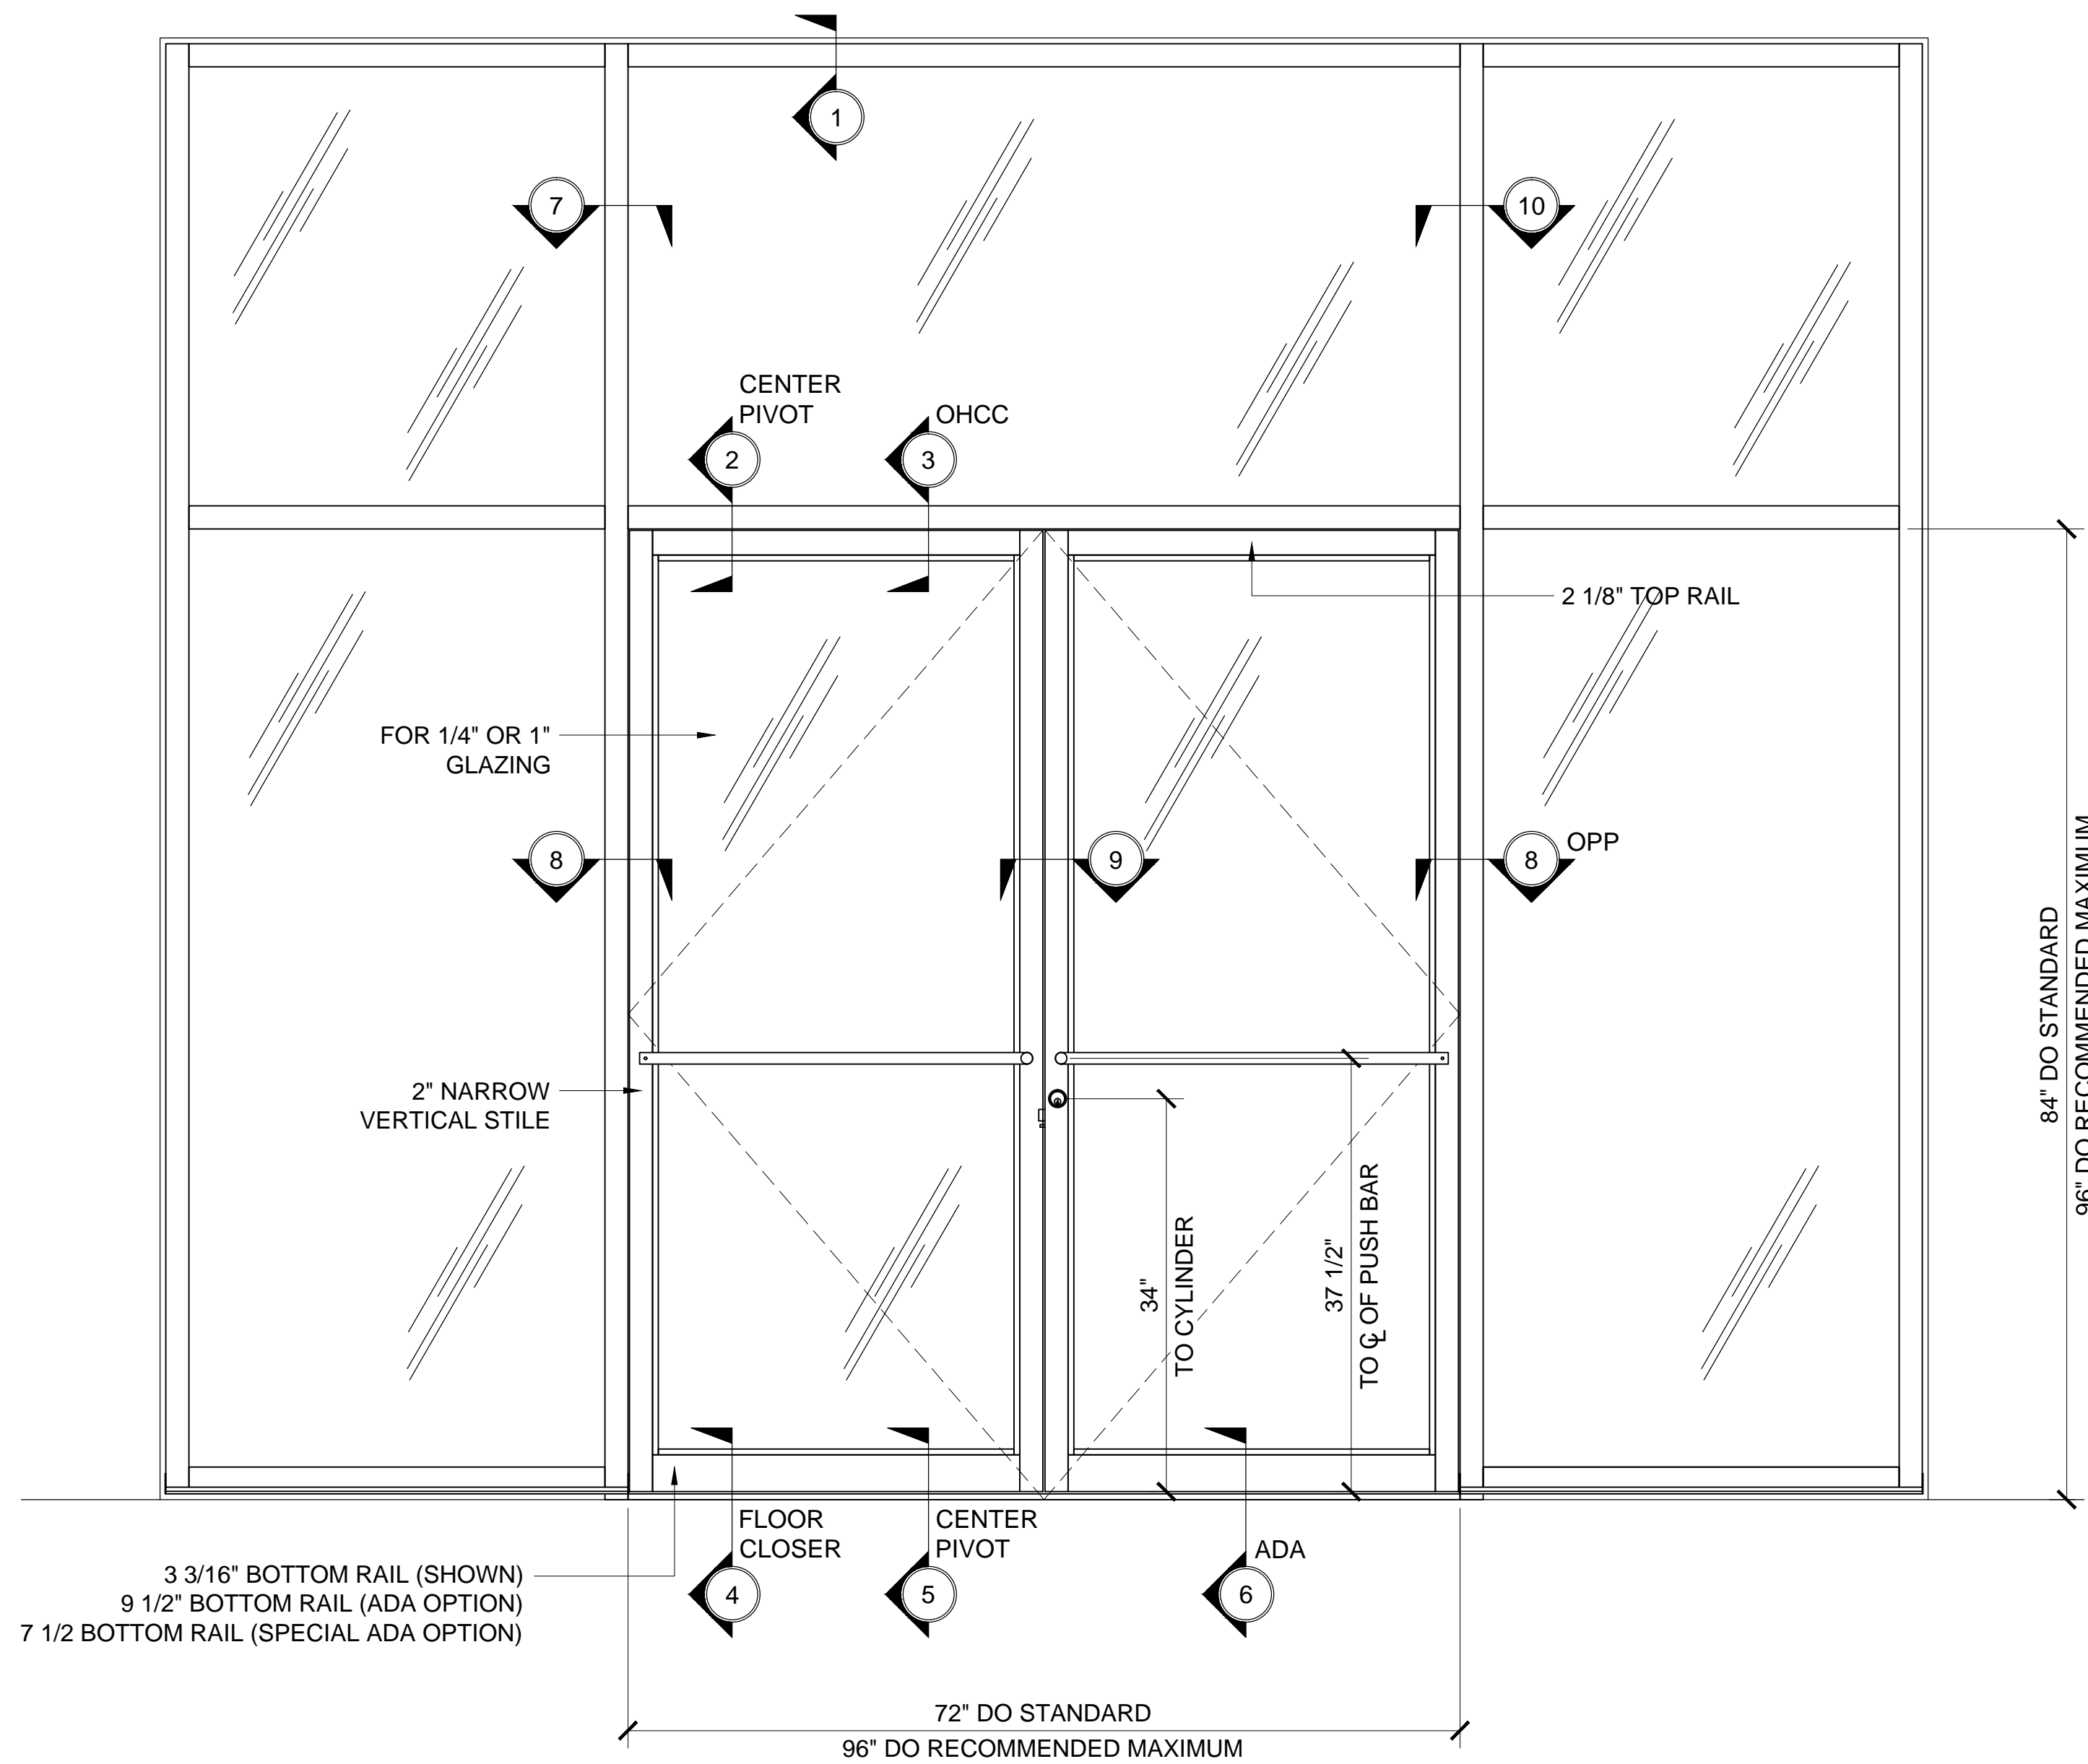 1
7
10
CENTER
PIVOT
OHCC
2
3
2 1/8" TOP RAIL
FOR 1/4" OR 1"
GLAZING
8
9
8
OPP
84" DO STANDARD
96" DO RECOMMENDED MAXIMUM
2" NARROW
VERTICAL STILE
34"
TO CYLINDER
37 1/2"
TO ℄ OF PUSH BAR
FLOOR
CLOSER
CENTER
PIVOT
ADA
4
5
6
3 3/16" BOTTOM RAIL (SHOWN)
9 1/2" BOTTOM RAIL (ADA OPTION)
7 1/2 BOTTOM RAIL (SPECIAL ADA OPTION)
72" DO STANDARD
96" DO RECOMMENDED MAXIMUM